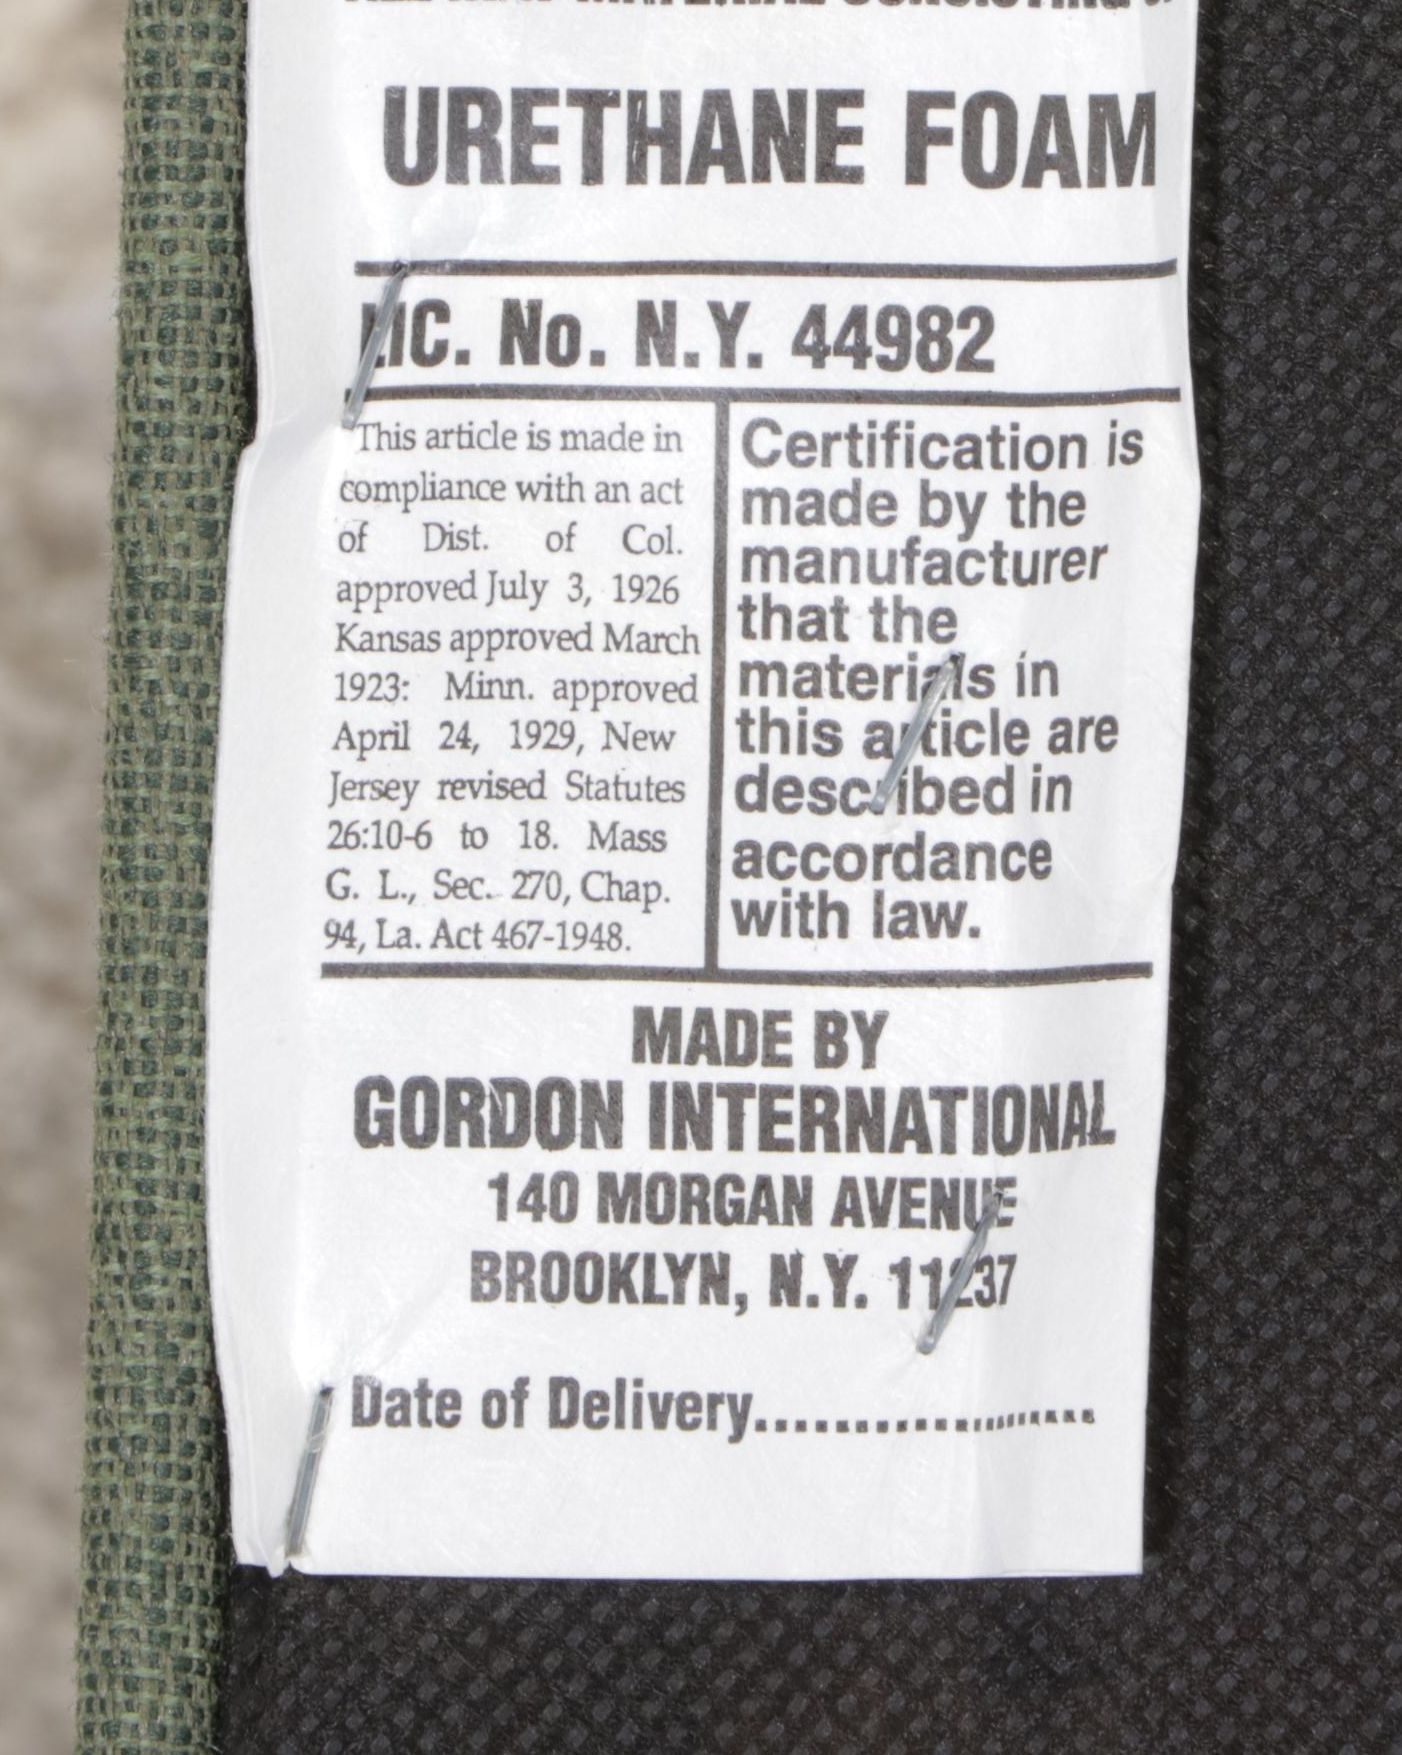 URETHANE FOAM
LIC. No. N.Y. 44982
This article is made in
compliance with an act
of Dist. of Col.
approved July 3, 1926
Kansas approved March
1923: Minn. approved
April 24, 1929, New
Jersey revised Statutes
26:10-6 to 18. Mass
G. L., Sec. 270, Chap.
94, La. Act 467-1948.
Certification is
made by the
manufacturer
that the
materials in
this article are
described in
accordance
with law.
MADE BY
GORDON INTERNATIONAL
140 MORGAN AVENUE
BROOKLYN, N.Y. 11237
Date of Delivery.....................